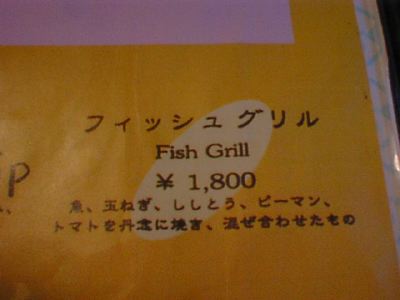 フィッシュグリル
Fish Grill
¥ 1,800
魚、玉ねぎ、ししとう、ピーマン、
トマトを丹念に焼き、混ぜ合わせたもの